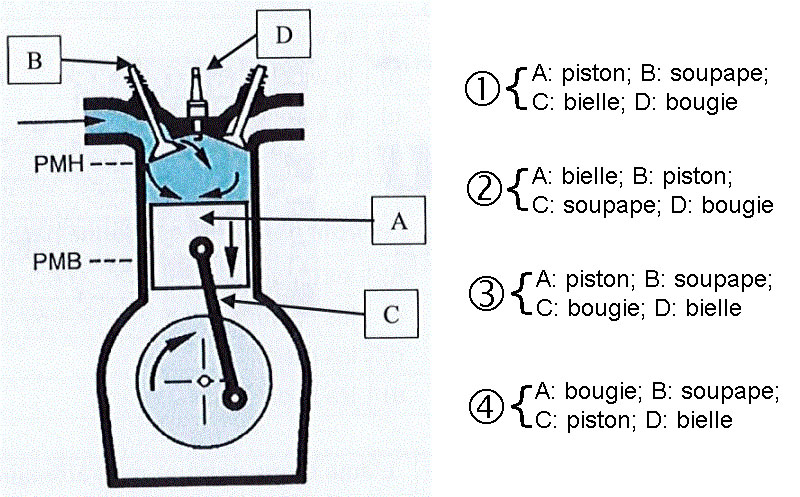 B
D
PMH ---
A
PMB ---
C
① { A: piston; B: soupape;
C: bielle; D: bougie
② { A: bielle; B: piston;
C: soupape; D: bougie
③ { A: piston; B: soupape;
C: bougie; D: bielle
④ { A: bougie; B: soupape;
C: piston; D: bielle